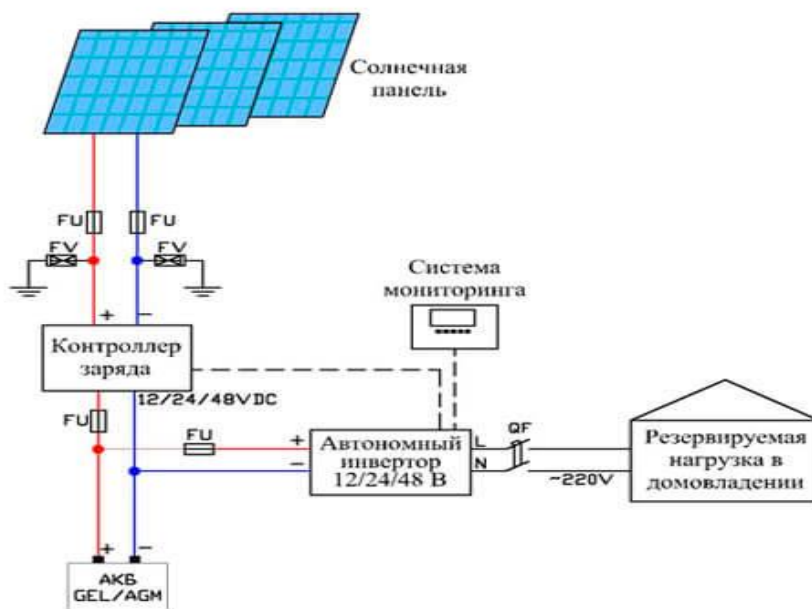 Солнечная
панель
FU
FU
FV
FV
Система
мониторинга
+
−
Контроллер
заряда
12/24/48VDC
FU
FU
+
−
Автономный
инвертор
12/24/48 В
L
N
QF
~220V
Резервируемая
нагрузка в
домовладении
+
−
АКБ
GEL/AGM